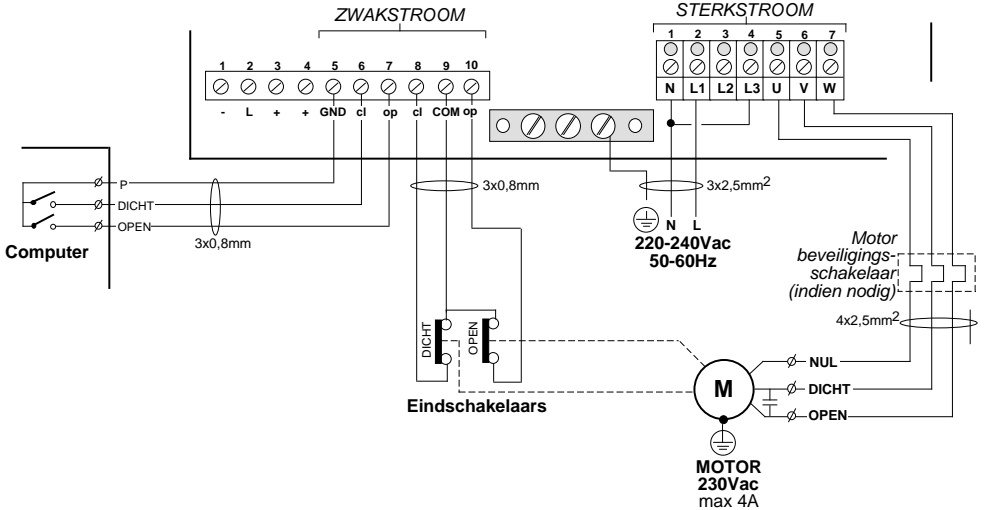 ZWAKSTROOM
STERKSTROOM
1 2 3 4 5 6 7 8 9 10
- L + + GND cl op cl COM op
1 2 3 4 5 6 7
N L1 L2 L3 U V W
P
DICHT
OPEN
Computer
3x0,8mm
3x0,8mm
3x2,5mm²
N L
220-240Vac
50-60Hz
Motor
beveiligings-
schakelaar
(indien nodig)
4x2,5mm²
DICHT
OPEN
Eindschakelaars
M
NUL
DICHT
OPEN
MOTOR
230Vac
max 4A